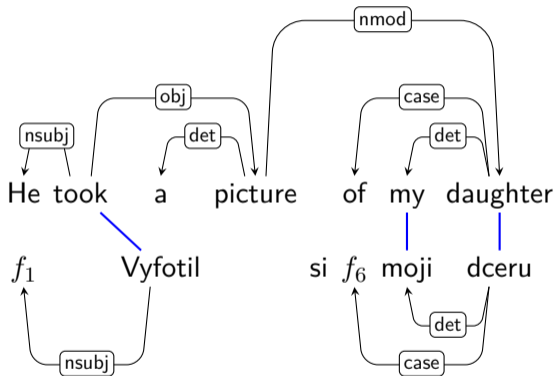 nmod
obj case
nsubj det det
He took a picture of my daughter
f₁ Vyfotil si f₆ moji dceru
det
nsubj case